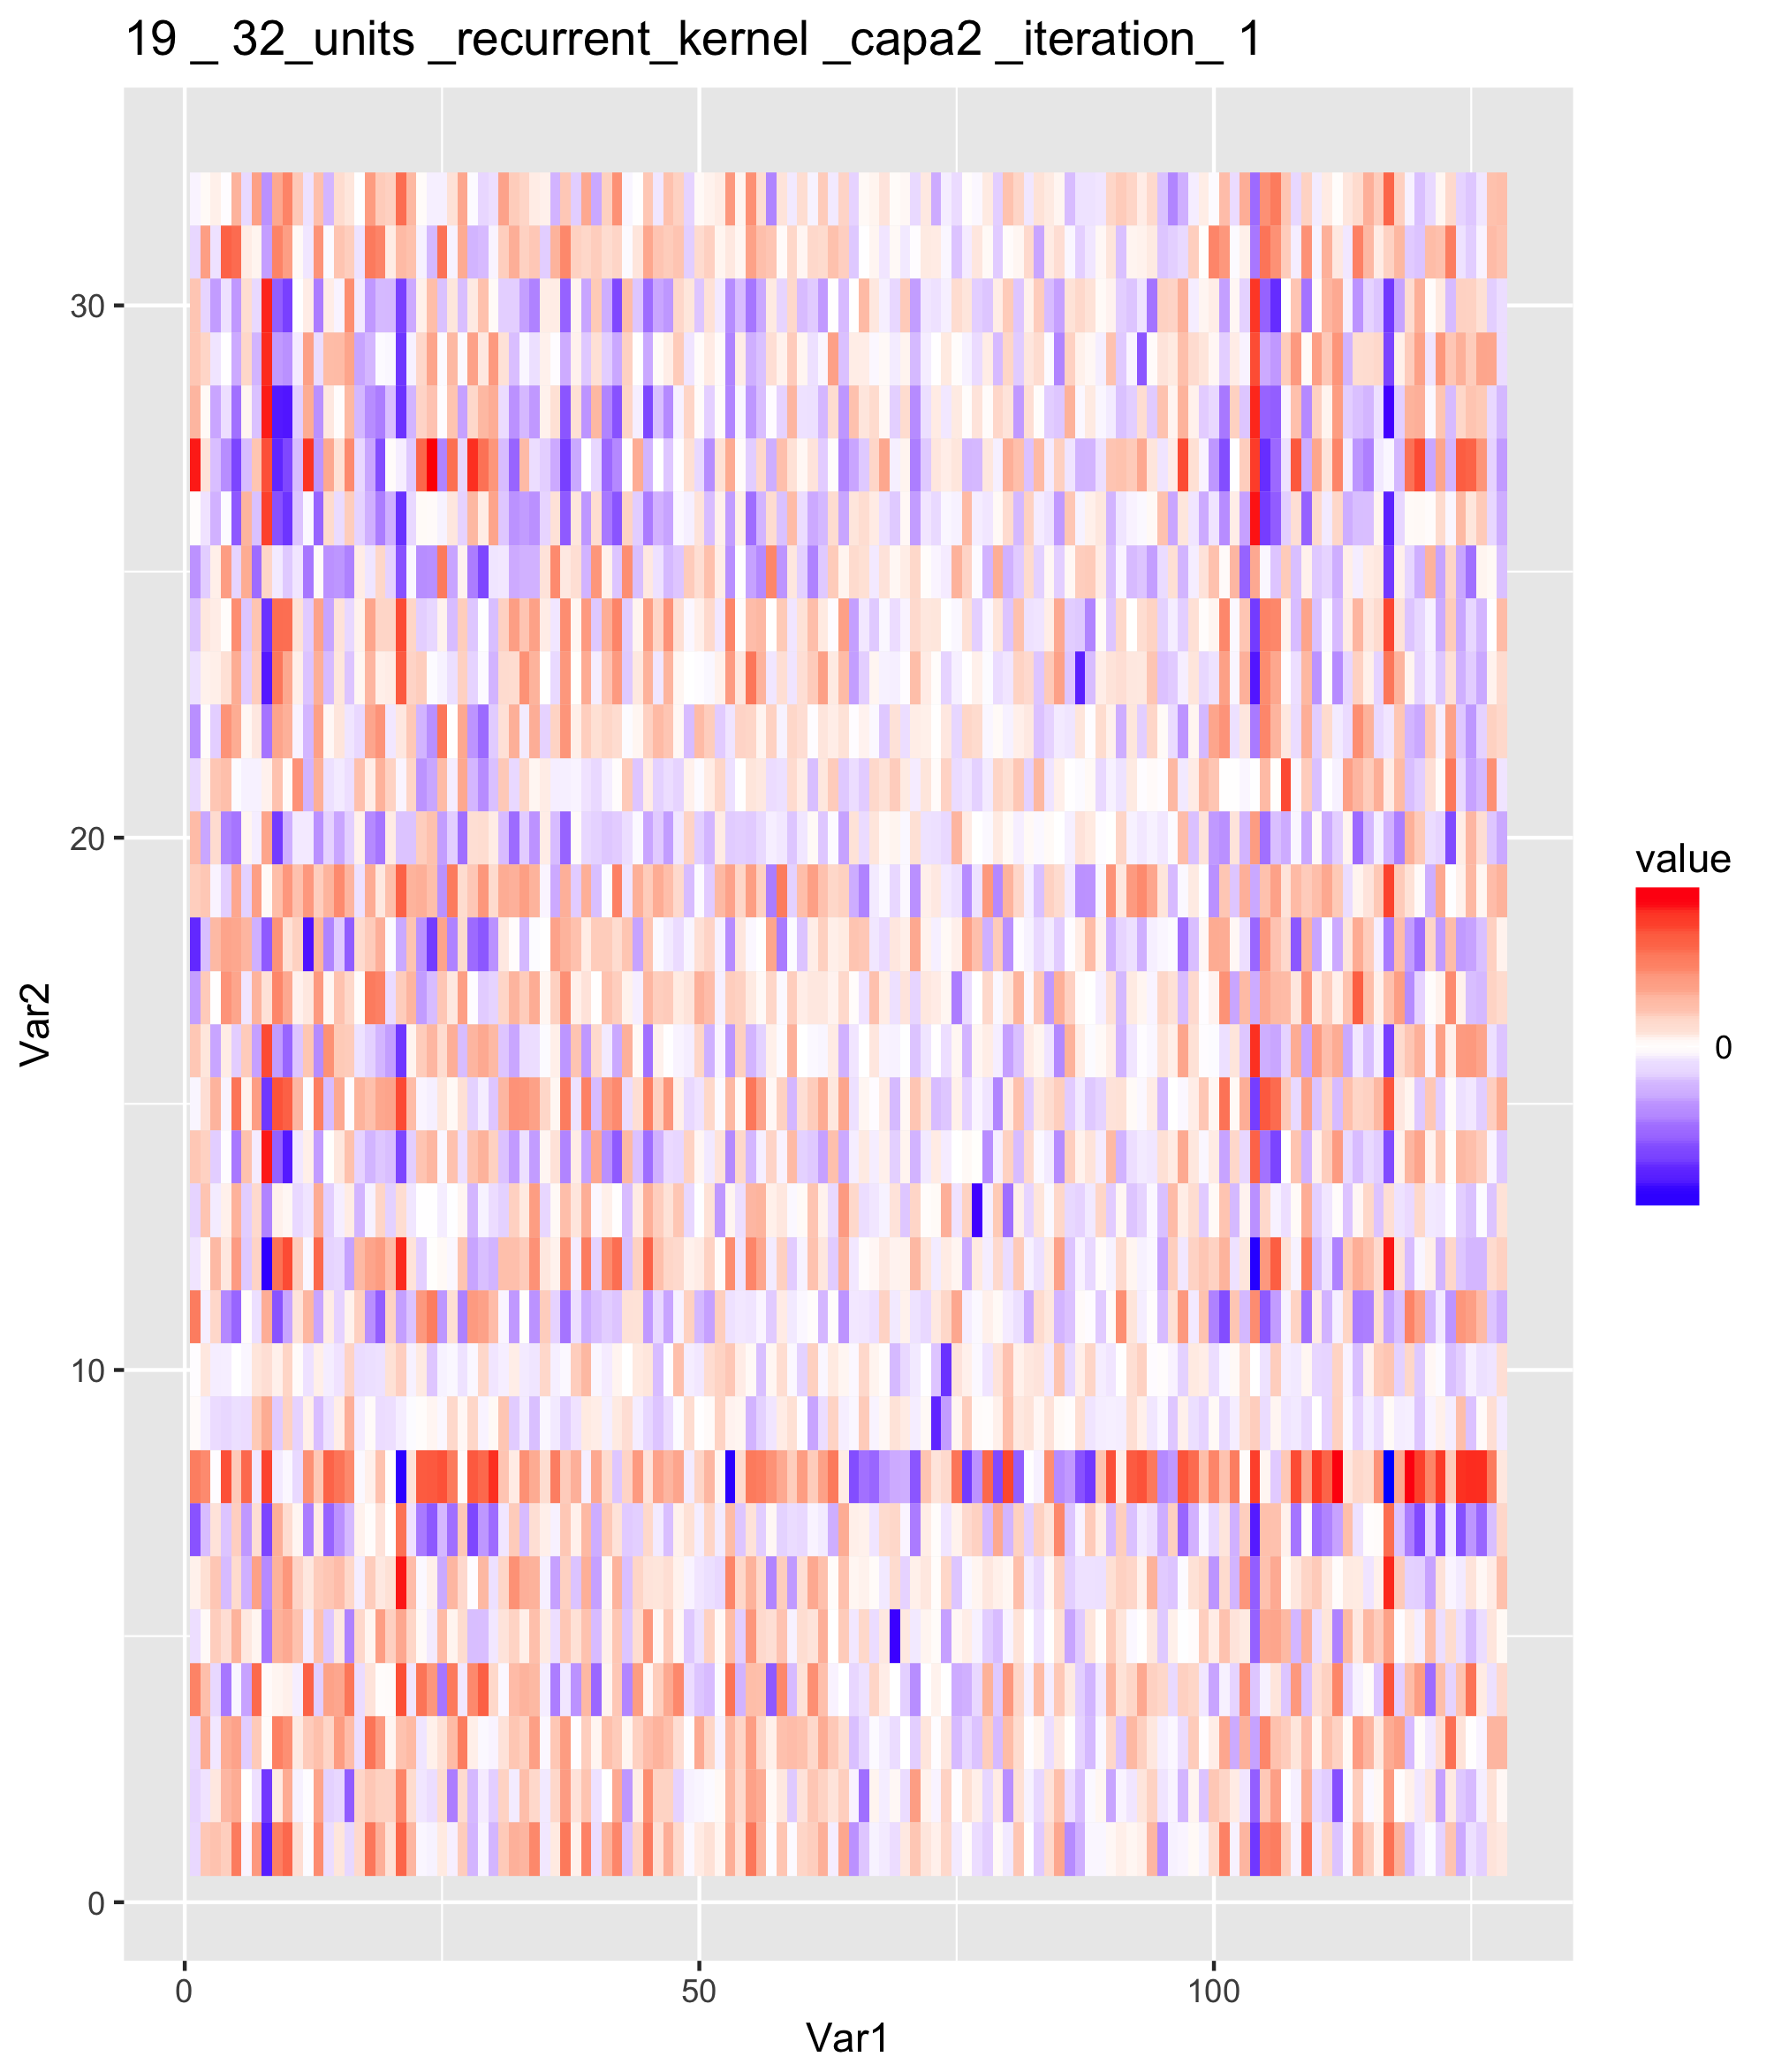 19 _ 32_units _recurrent_kernel _capa2 _iteration_ 1
Var2
30
20
10
0
0
50
100
Var1
value
0